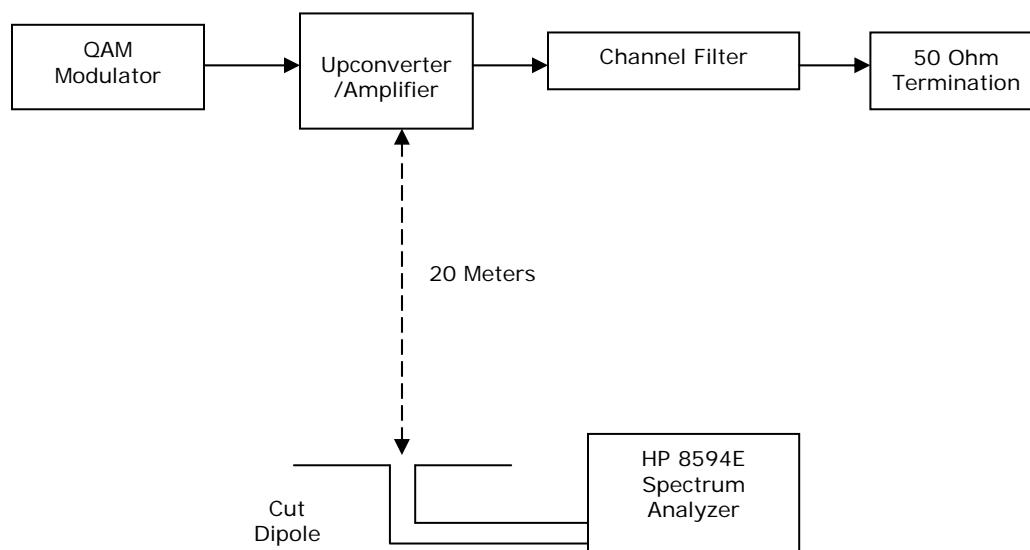 QAM
Modulator
Upconverter
/Amplifier
Channel Filter
50 Ohm
Termination
20 Meters
Cut
Dipole
HP 8594E
Spectrum
Analyzer